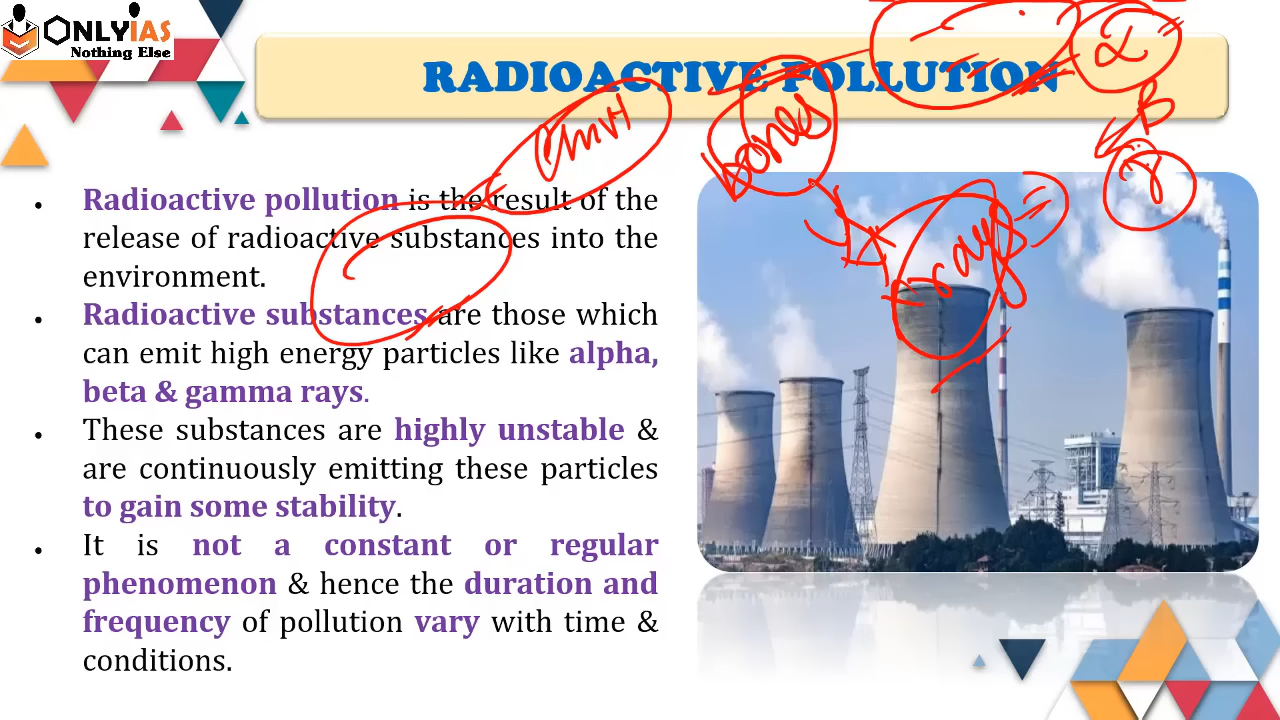 ONLYIAS
Nothing Else
RADIOACTIVE POLLUTION
α
β
γ
bones
envt
x rays
• Radioactive pollution is the result of the
release of radioactive substances into the
environment.
• Radioactive substances are those which
can emit high energy particles like alpha,
beta & gamma rays.
• These substances are highly unstable &
are continuously emitting these particles
to gain some stability.
• It is not a constant or regular
phenomenon & hence the duration and
frequency of pollution vary with time &
conditions.